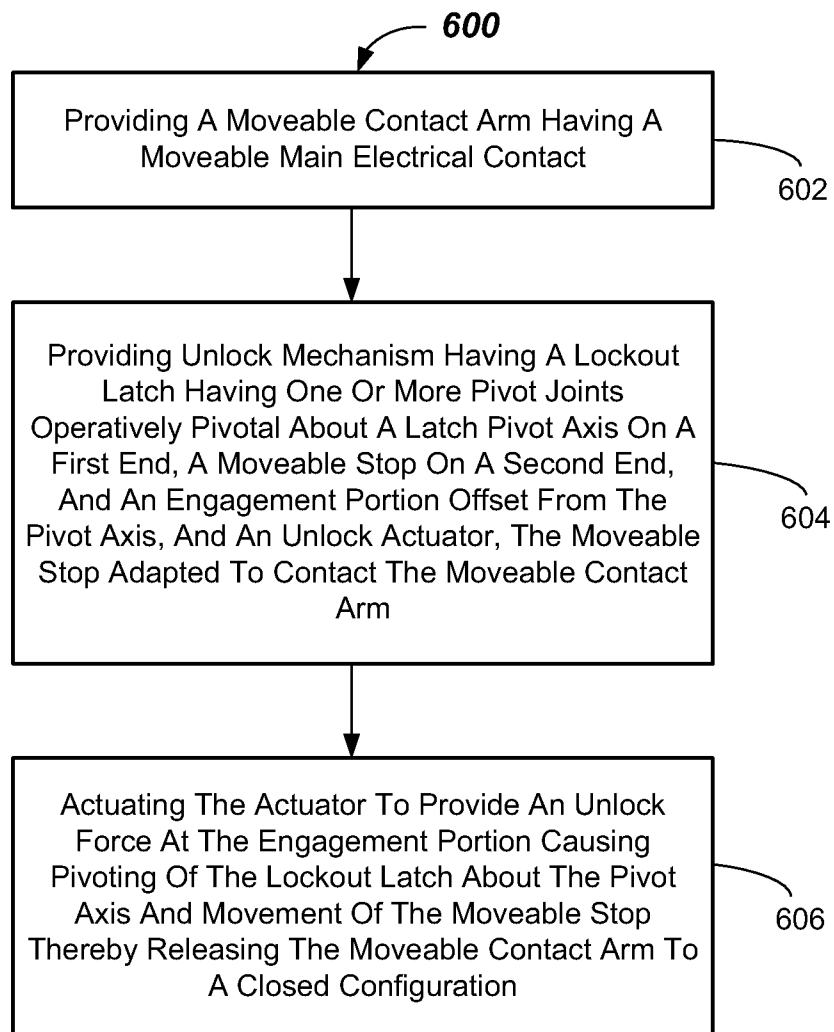 600
Providing A Moveable Contact Arm Having A
Moveable Main Electrical Contact
602
Providing Unlock Mechanism Having A Lockout
Latch Having One Or More Pivot Joints
Operatively Pivotal About A Latch Pivot Axis On A
First End, A Moveable Stop On A Second End,
And An Engagement Portion Offset From The
Pivot Axis, And An Unlock Actuator, The Moveable
Stop Adapted To Contact The Moveable Contact
Arm
604
Actuating The Actuator To Provide An Unlock
Force At The Engagement Portion Causing
Pivoting Of The Lockout Latch About The Pivot
Axis And Movement Of The Moveable Stop
Thereby Releasing The Moveable Contact Arm To
A Closed Configuration
606